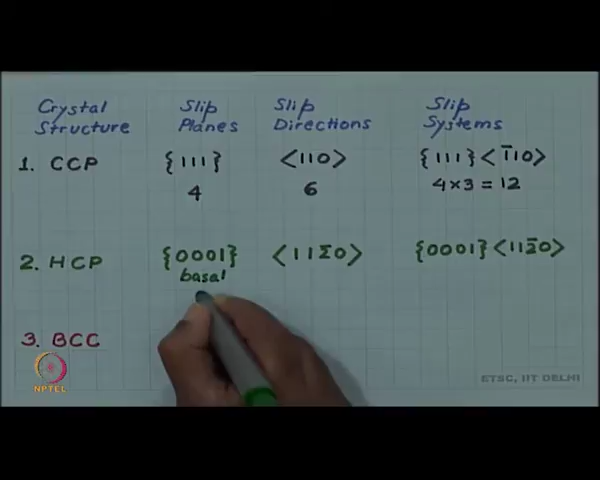 Crystal Structure Slip Planes Slip Directions Slip Systems
1. CCP {111} <110> {111}<1̄10>
4 6 4×3 = 12
2. HCP {0001} <112̄0> {0001}<112̄0>
basal
3. BCC
NPTEL
ETSC, IIT DELHI